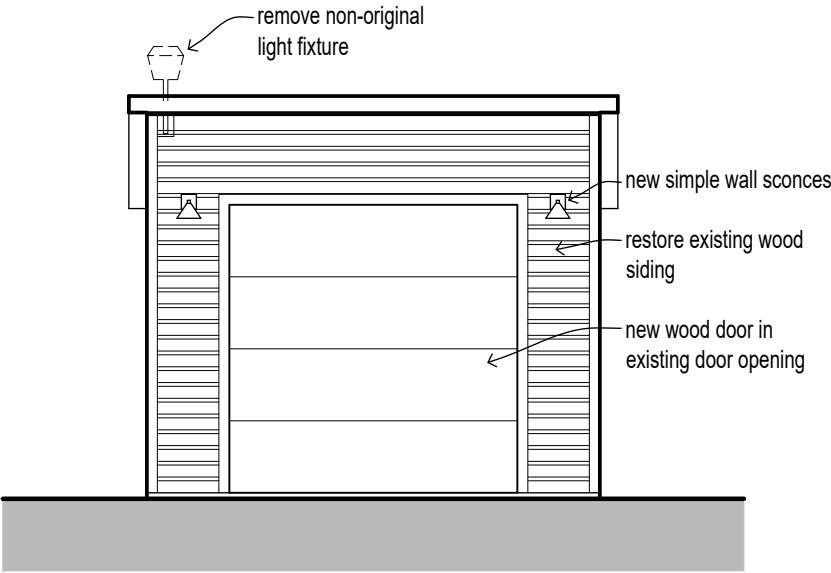 remove non-original
light fixture
new simple wall sconces
restore existing wood
siding
new wood door in
existing door opening